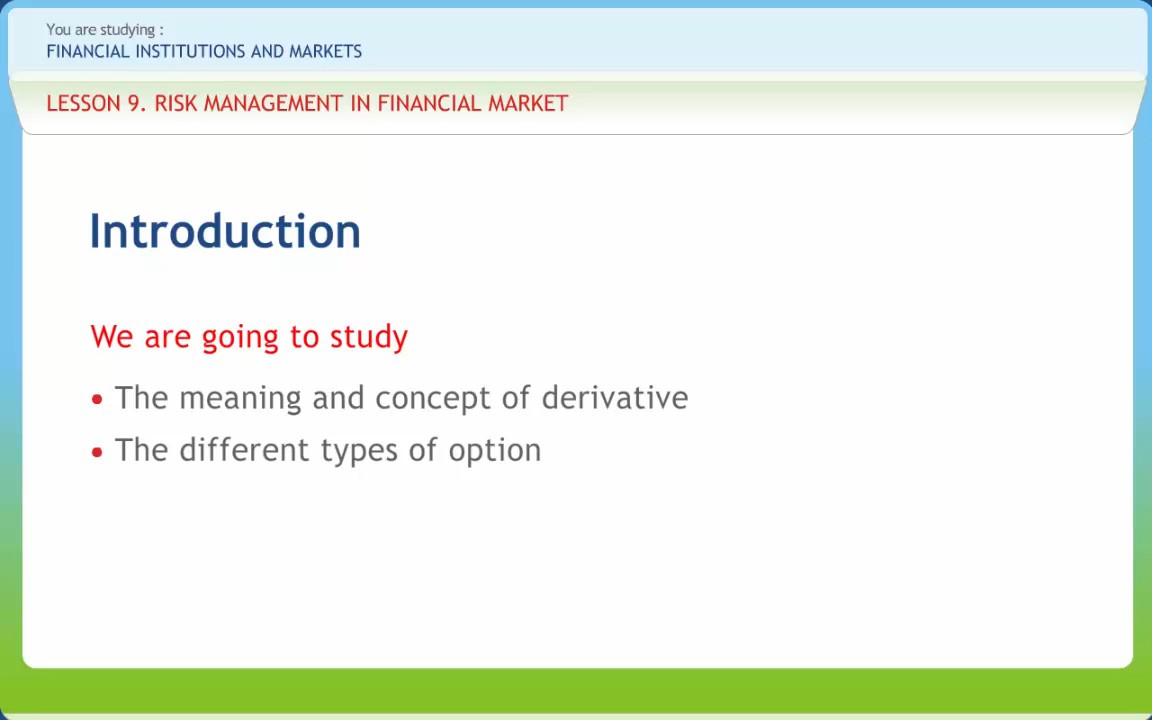 You are studying :
FINANCIAL INSTITUTIONS AND MARKETS
LESSON 9. RISK MANAGEMENT IN FINANCIAL MARKET
Introduction
We are going to study
• The meaning and concept of derivative
• The different types of option